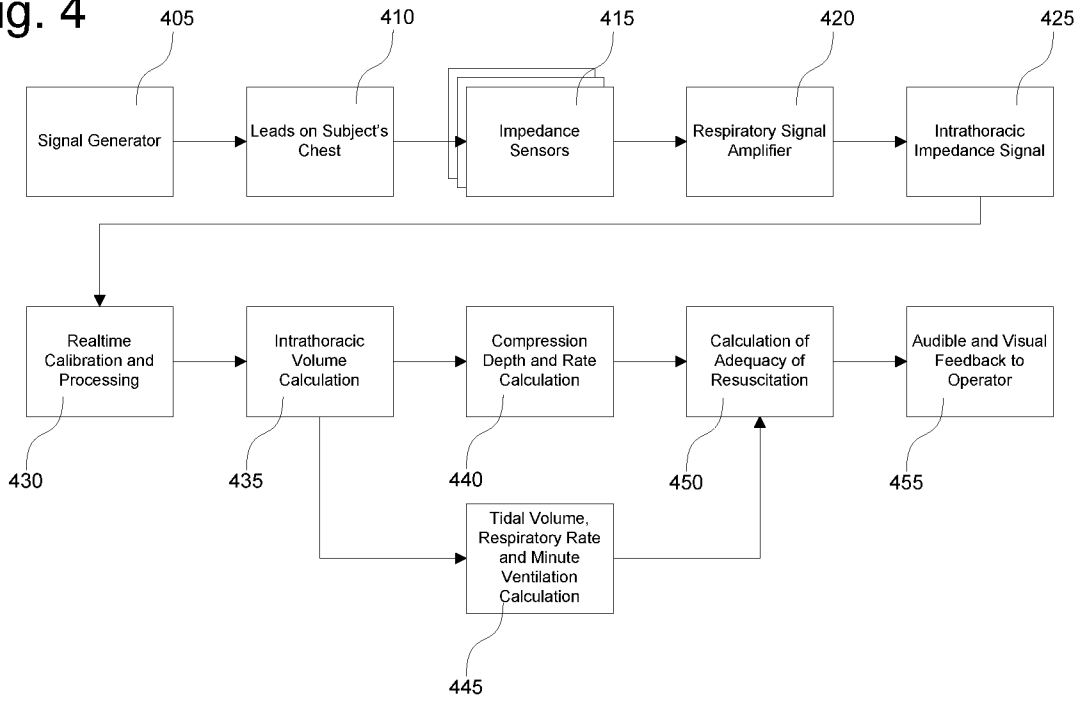 ig. 4
405
410
415
420
425
Signal Generator
Leads on Subject's
Chest
Impedance
Sensors
Respiratory Signal
Amplifier
Intrathoracic
Impedance Signal
Realtime
Calibration and
Processing
Intrathoracic
Volume
Calculation
Compression
Depth and Rate
Calculation
Calculation of
Adequacy of
Resuscitation
Audible and Visual
Feedback to
Operator
430
435
440
450
455
Tidal Volume,
Respiratory Rate
and Minute
Ventilation
Calculation
445